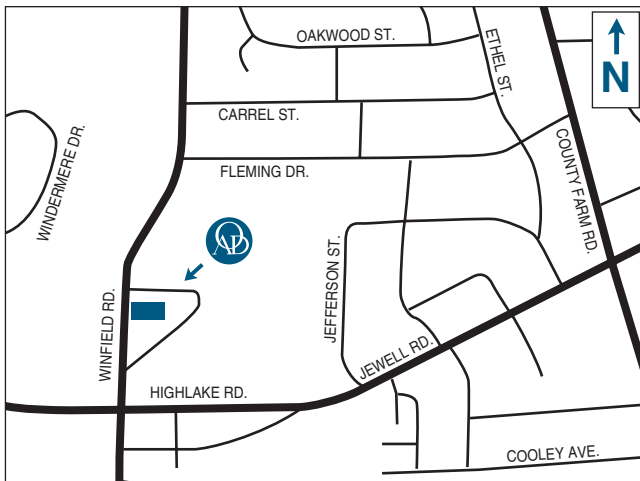 OAKWOOD ST.
ETHEL ST.
N
CARREL ST.
WINDERMERE DR.
FLEMING DR.
COUNTY FARM RD.
OAD
JEFFERSON ST.
WINFIELD RD.
JEWELL RD.
HIGHLAKE RD.
COOLEY AVE.